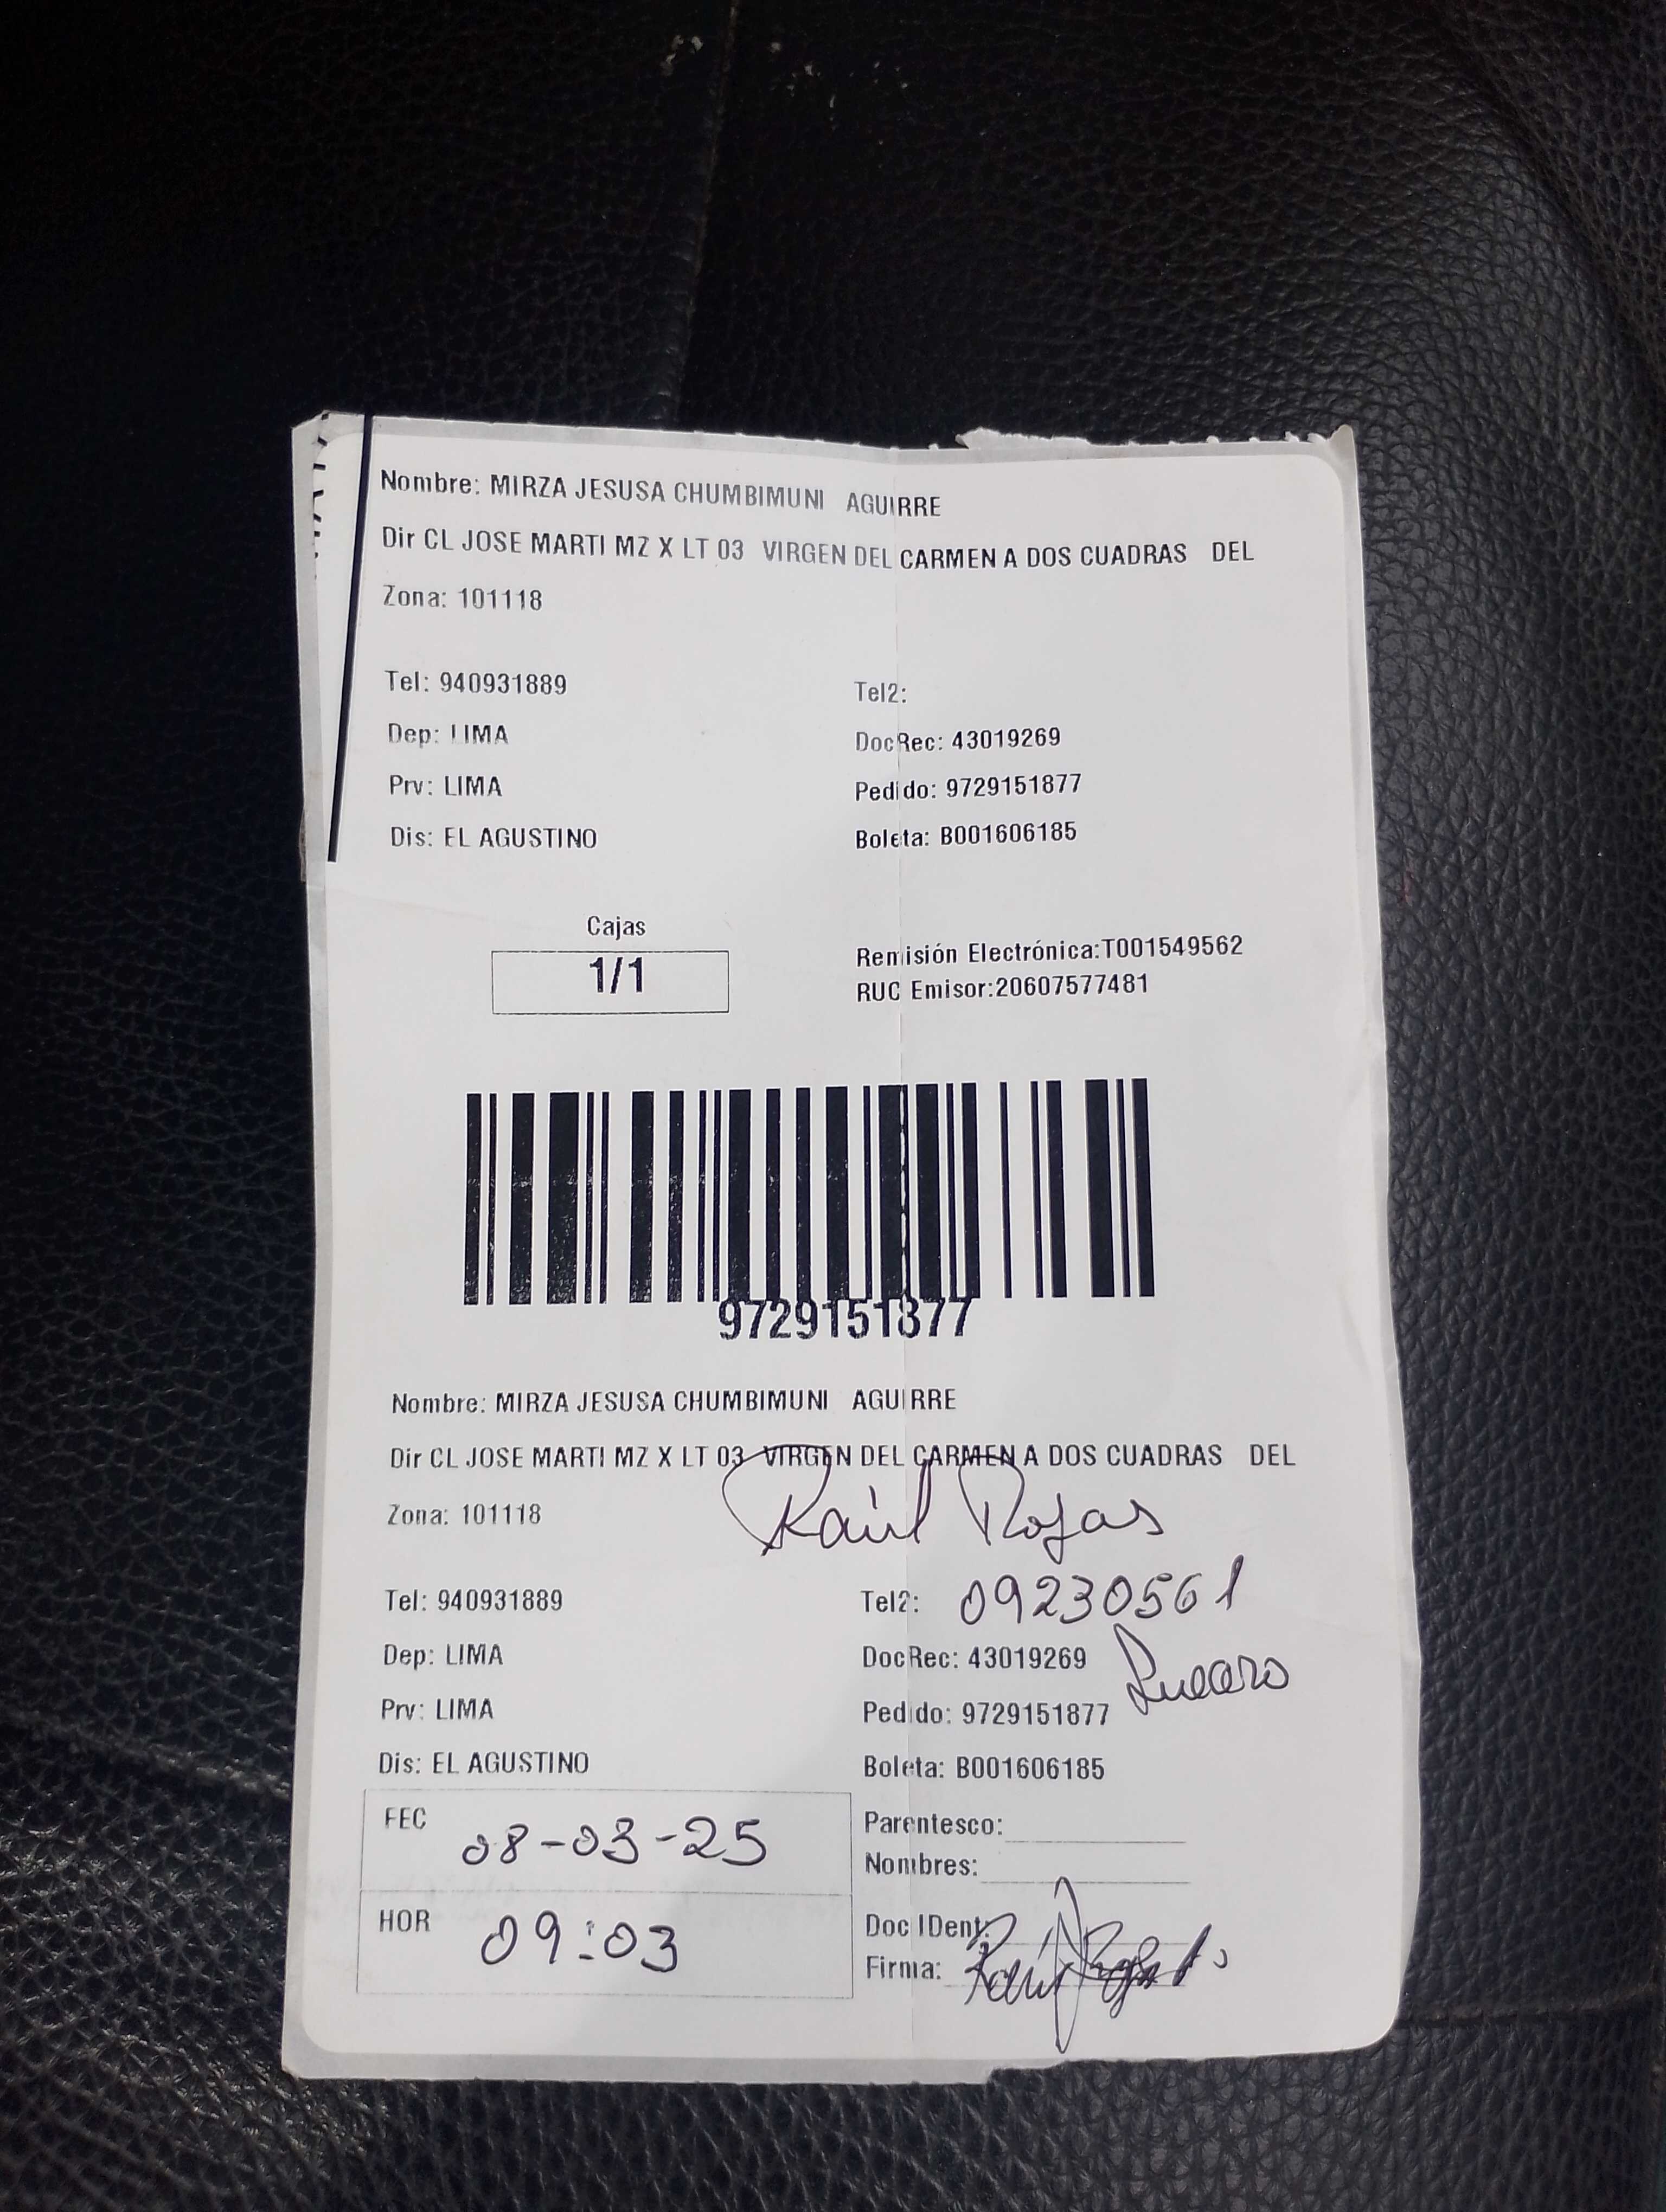 Nombre: MIRZA JESUSA CHUMBIMUNI AGUIRRE
Dir CL JOSE MARTI MZ X LT 03 VIRGEN DEL CARMEN A DOS CUADRAS DEL
Zona: 101118
Tel: 940931889 Tel2:
Dep: LIMA DocRec: 43019269
Prv: LIMA Pedido: 9729151877
Dis: EL AGUSTINO Boleta: B001606185
Cajas
1/1
Remisión Electrónica:T001549562
RUC Emisor:20607577481
9729151877
Nombre: MIRZA JESUSA CHUMBIMUNI AGUIRRE
Dir CL JOSE MARTI MZ X LT 03 VIRGEN DEL CARMEN A DOS CUADRAS DEL
Raúl Rojas
Zona: 101118
Tel: 940931889 Tel2: 09230561
Dep: LIMA DocRec: 43019269
Prv: LIMA Pedido: 9729151877
Dis: EL AGUSTINO Boleta: B001606185
FEC 08-03-25
HOR 09:03
Parentesco:
Nombres:
Doc IDent:
Firma: